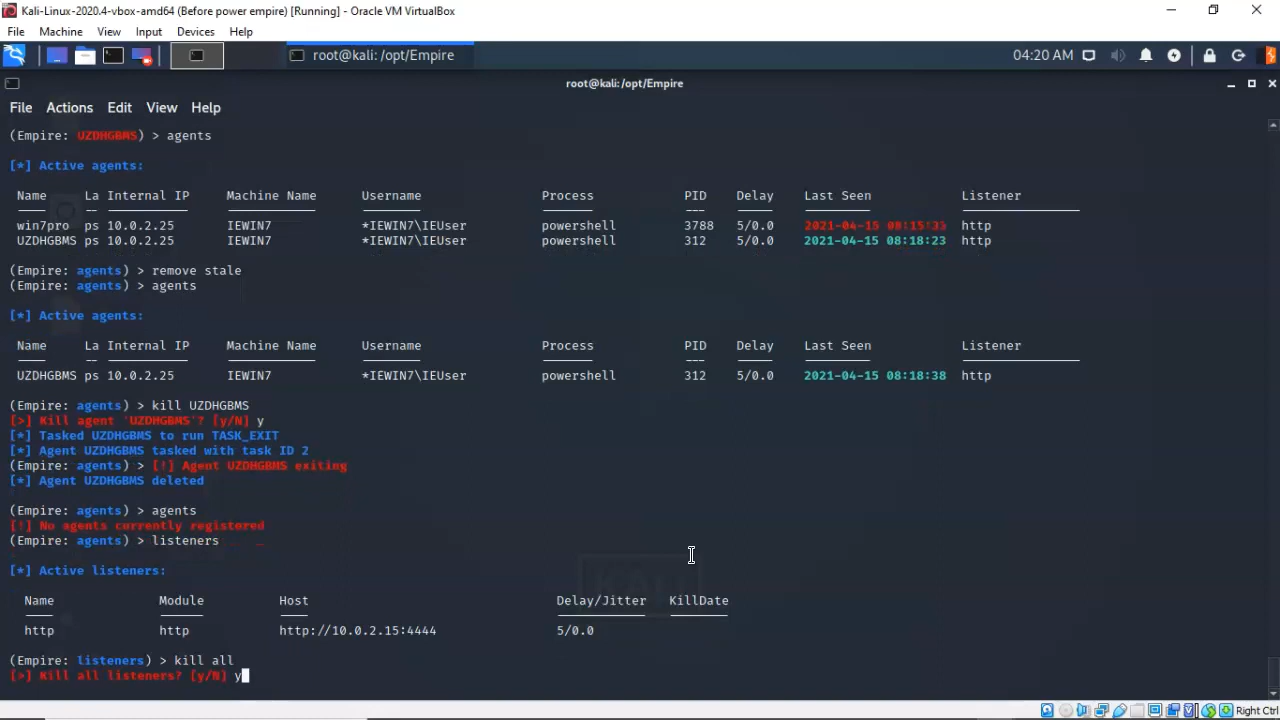 Kali-Linux-2020.4-vbox-amd64 (Before power empire) [Running] - Oracle VM VirtualBox
File Machine View Input Devices Help
root@kali: /opt/Empire 04:20 AM
root@kali:/opt/Empire
File Actions Edit View Help
(Empire: UZDHGBMS) > agents
[*] Active agents:
Name La Internal IP Machine Name Username Process PID Delay Last Seen Listener
win7pro ps 10.0.2.25 IEWIN7 *IEWIN7\IEUser powershell 3788 5/0.0 2021-04-15 08:15:33 http
UZDHGBMS ps 10.0.2.25 IEWIN7 *IEWIN7\IEUser powershell 312 5/0.0 2021-04-15 08:18:23 http
(Empire: agents) > remove stale
(Empire: agents) > agents
[*] Active agents:
Name La Internal IP Machine Name Username Process PID Delay Last Seen Listener
UZDHGBMS ps 10.0.2.25 IEWIN7 *IEWIN7\IEUser powershell 312 5/0.0 2021-04-15 08:18:38 http
(Empire: agents) > kill UZDHGBMS
[>] Kill agent 'UZDHGBMS'? [y/N] y
[*] Tasked UZDHGBMS to run TASK_EXIT
[*] Agent UZDHGBMS tasked with task ID 2
(Empire: agents) > [!] Agent UZDHGBMS exiting
[*] Agent UZDHGBMS deleted
(Empire: agents) > agents
[!] No agents currently registered
(Empire: agents) > listeners
[*] Active listeners:
Name Module Host Delay/Jitter KillDate
http http http://10.0.2.15:4444 5/0.0
(Empire: listeners) > kill all
[>] Kill all listeners? [y/N] y
Right Ctrl